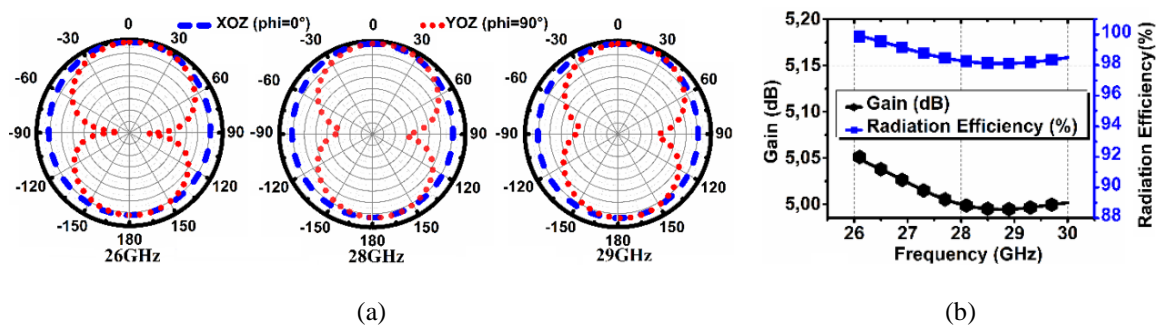 XOZ (phi=0°) YOZ (phi=90°)
0
-30 30
-60 60
-90 90
-120 120
-150 150
180
26GHz
0
-30 30
-60 60
-90 90
-120 120
-150 150
180
28GHz
0
-30 30
-60 60
-90 90
-120 120
-150 150
180
29GHz
(a)
Gain (dB)
5,20
5,15
5,10
5,05
5,00
Gain (dB)
Radiation Efficiency (%)
100
98
96
94
92
90
88
Radiation Efficiency(%)
26 27 28 29 30
Frequency (GHz)
(b)